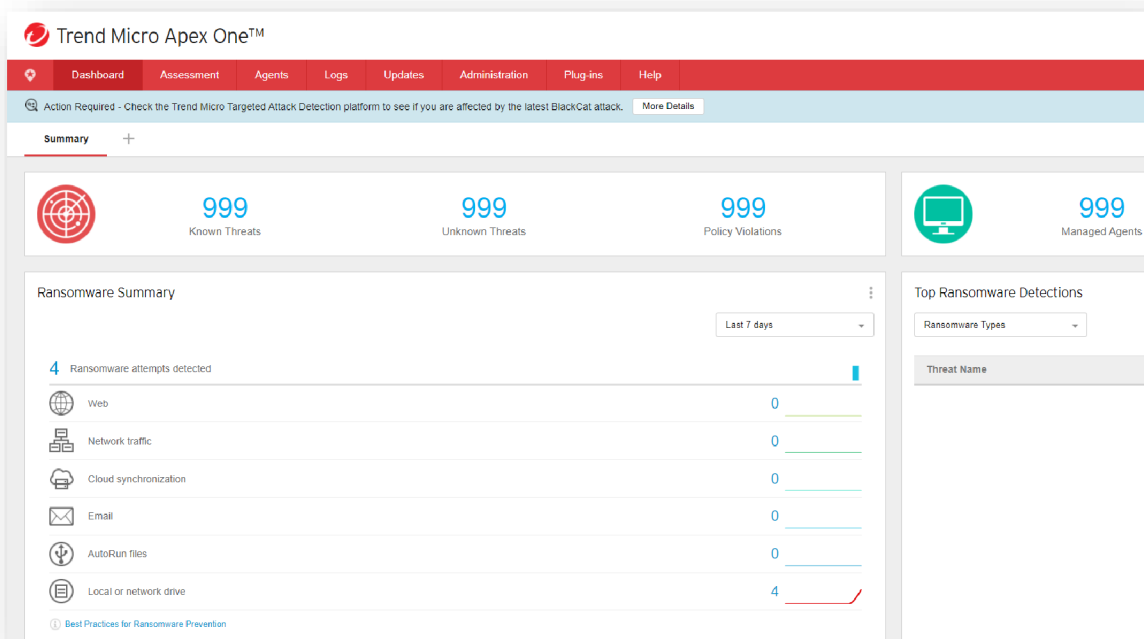 Trend Micro Apex One™
Dashboard Assessment Agents Logs Updates Administration Plug-ins Help
Action Required - Check the Trend Micro Targeted Attack Detection platform to see if you are affected by the latest BlackCat attack. More Details
Summary
999 999 999 999
Known Threats Unknown Threats Policy Violations Managed Agents
Ransomware Summary
Last 7 days
4 Ransomware attempts detected
Web 0
Network traffic 0
Cloud synchronization 0
Email 0
AutoRun files 0
Local or network drive 4
Best Practices for Ransomware Prevention
Top Ransomware Detections
Ransomware Types
Threat Name